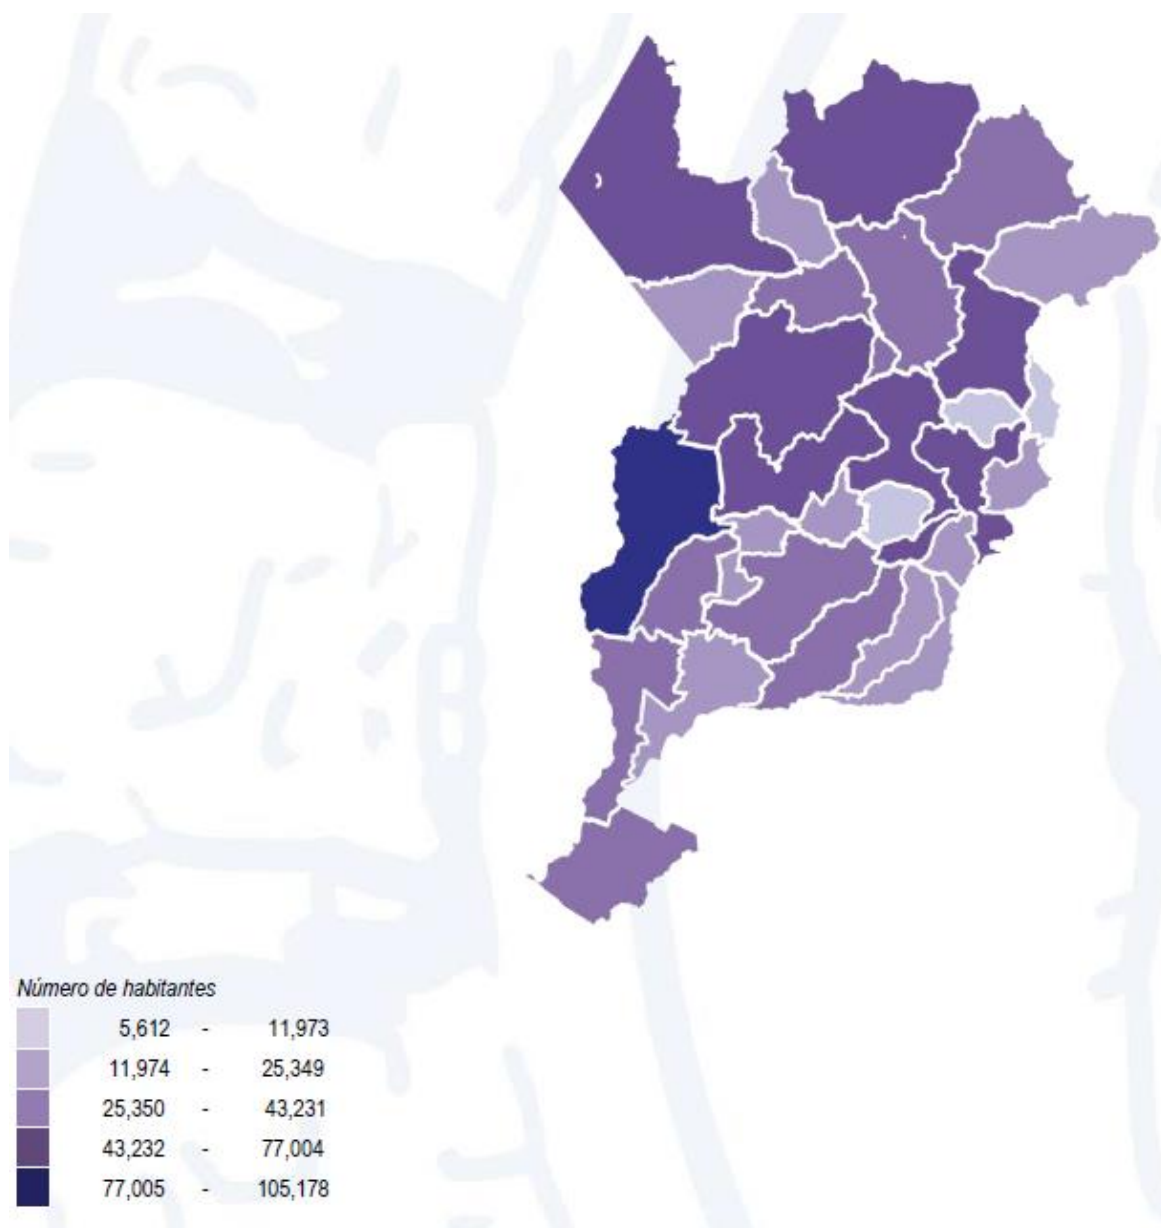 Número de habitantes
5,612 - 11,973
11,974 - 25,349
25,350 - 43,231
43,232 - 77,004
77,005 - 105,178